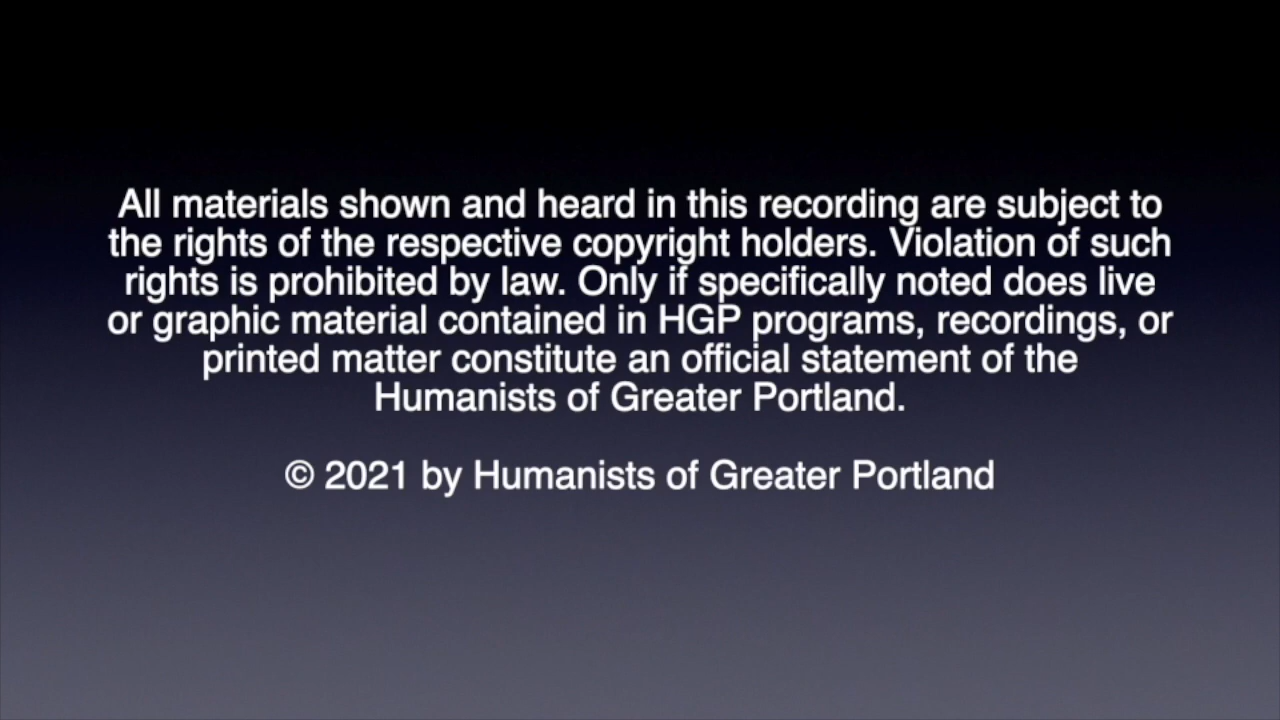 All materials shown and heard in this recording are subject to
the rights of the respective copyright holders. Violation of such
rights is prohibited by law. Only if specifically noted does live
or graphic material contained in HGP programs, recordings, or
printed matter constitute an official statement of the
Humanists of Greater Portland.
© 2021 by Humanists of Greater Portland